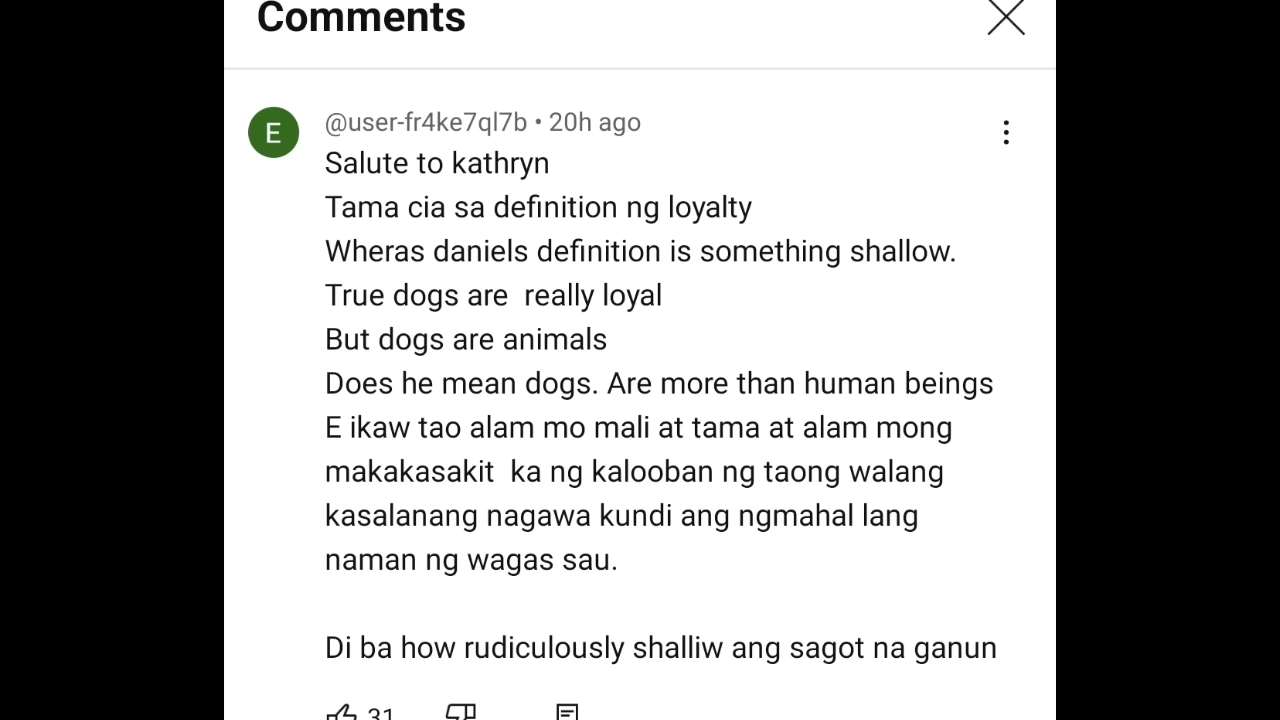 Comments
E
@user-fr4ke7ql7b • 20h ago
Salute to kathryn
Tama cia sa definition ng loyalty
Wheras daniels definition is something shallow.
True dogs are  really loyal
But dogs are animals
Does he mean dogs. Are more than human beings
E ikaw tao alam mo mali at tama at alam mong
makakasakit  ka ng kalooban ng taong walang
kasalanang nagawa kundi ang ngmahal lang
naman ng wagas sau.
Di ba how rudiculously shalliw ang sagot na ganun
31